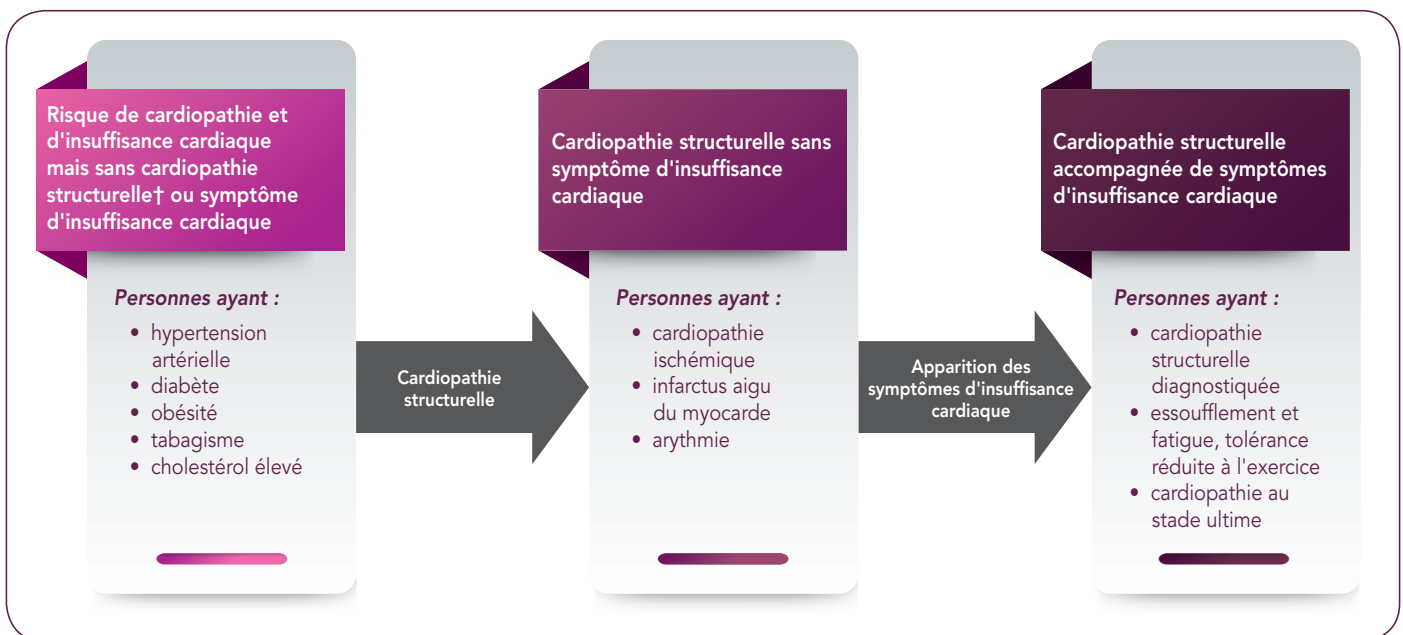 Risque de cardiopathie et
d'insuffisance cardiaque
mais sans cardiopathie
structurelle† ou symptôme
d'insuffisance cardiaque
Personnes ayant :
• hypertension
artérielle
• diabète
• obésité
• tabagisme
• cholestérol élevé
Cardiopathie
structurelle
Cardiopathie structurelle sans
symptôme d'insuffisance
cardiaque
Personnes ayant :
• cardiopathie
ischémique
• infarctus aigu
du myocarde
• arythmie
Apparition des
symptômes d'insuffisance
cardiaque
Cardiopathie structurelle
accompagnée de symptômes
d'insuffisance cardiaque
Personnes ayant :
• cardiopathie
structurelle
diagnostiquée
• essoufflement et
fatigue, tolérance
réduite à l'exercice
• cardiopathie au
stade ultime